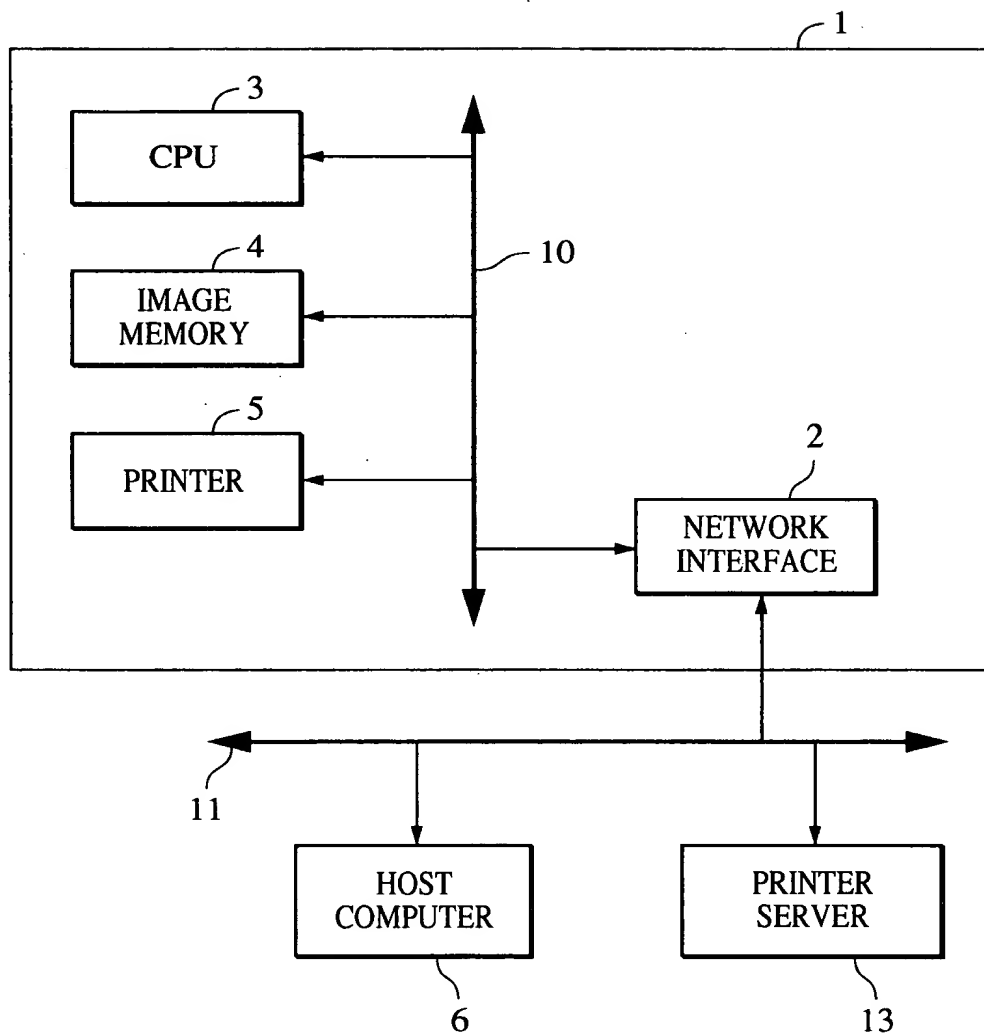 1
3
CPU
4
IMAGE
MEMORY
10
5
PRINTER
2
NETWORK
INTERFACE
11
HOST
COMPUTER
6
PRINTER
SERVER
13